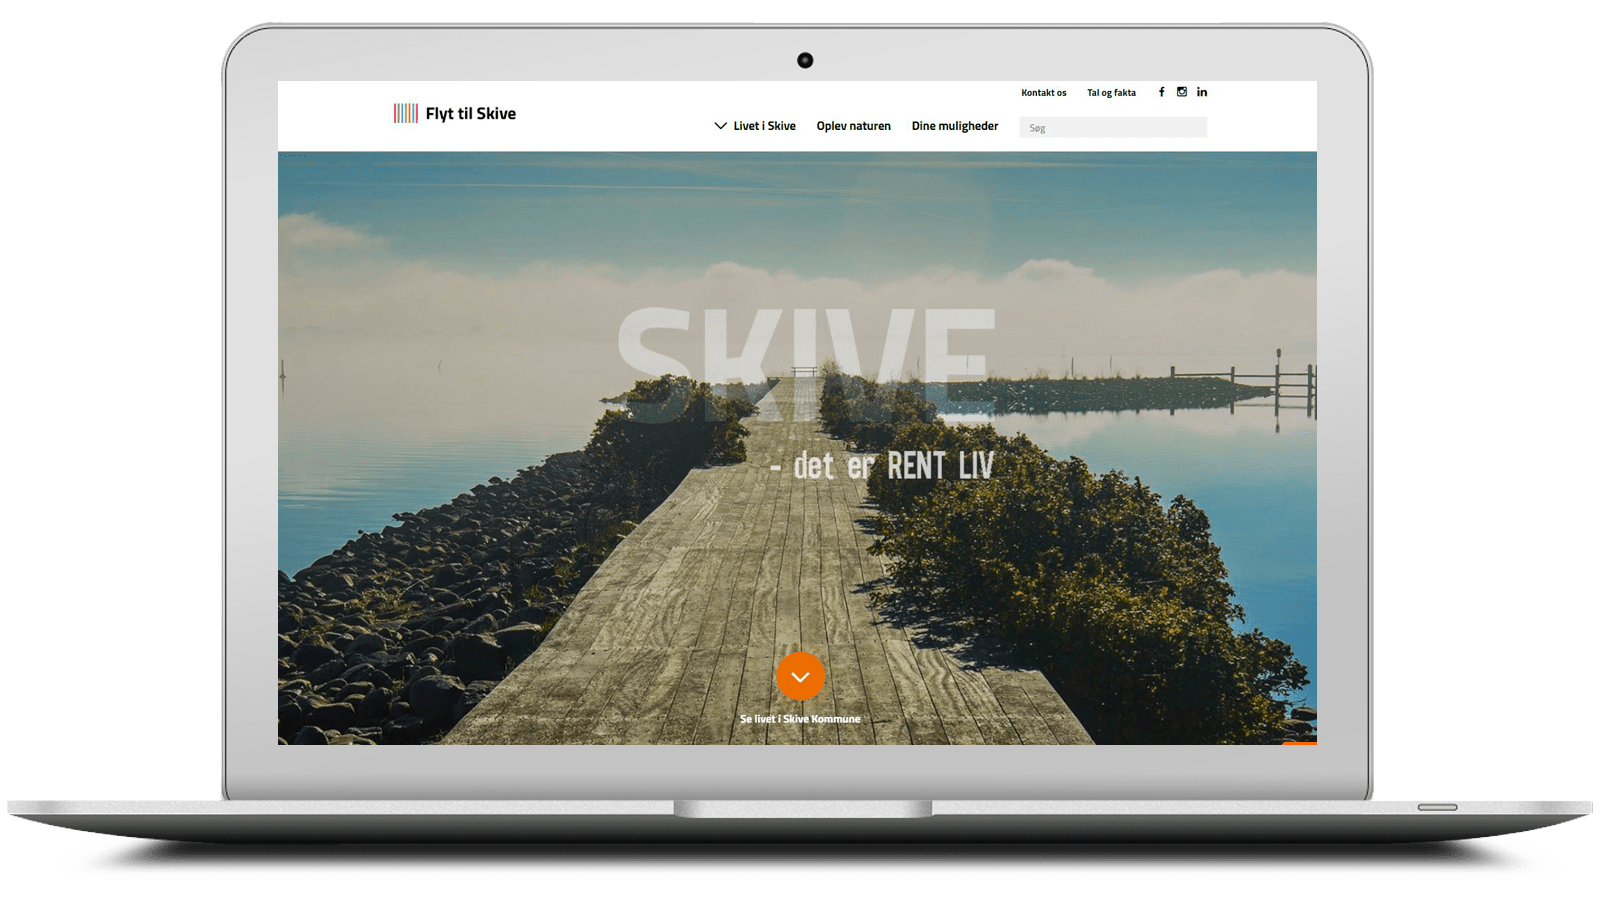 Kontakt os Tal og fakta
Flyt til Skive
Livet i Skive Oplev naturen Dine muligheder Søg
SKIVE
- det er RENT LIV
Se livet i Skive Kommune